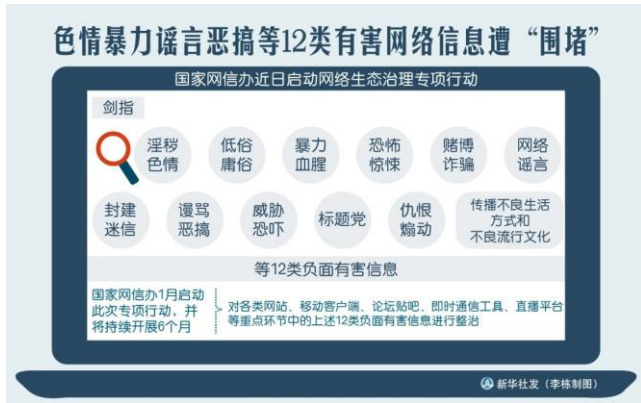 色情暴力谣言恶搞等12类有害网络信息遭“围堵”
国家网信办近日启动网络生态治理专项行动
剑指
淫秽
色情
低俗
庸俗
暴力
血腥
恐怖
惊悚
赌博
诈骗
网络
谣言
封建
迷信
谩骂
恶搞
威胁
恐吓
标题党
仇恨
煽动
传播不良生活
方式和
不良流行文化
等12类负面有害信息
国家网信办1月启动
此次专项行动，并
将持续开展6个月
对各类网站、移动客户端、论坛贴吧、即时通信工具、直播平台
等重点环节中的上述12类负面有害信息进行整治
新华社发（李栋制图）